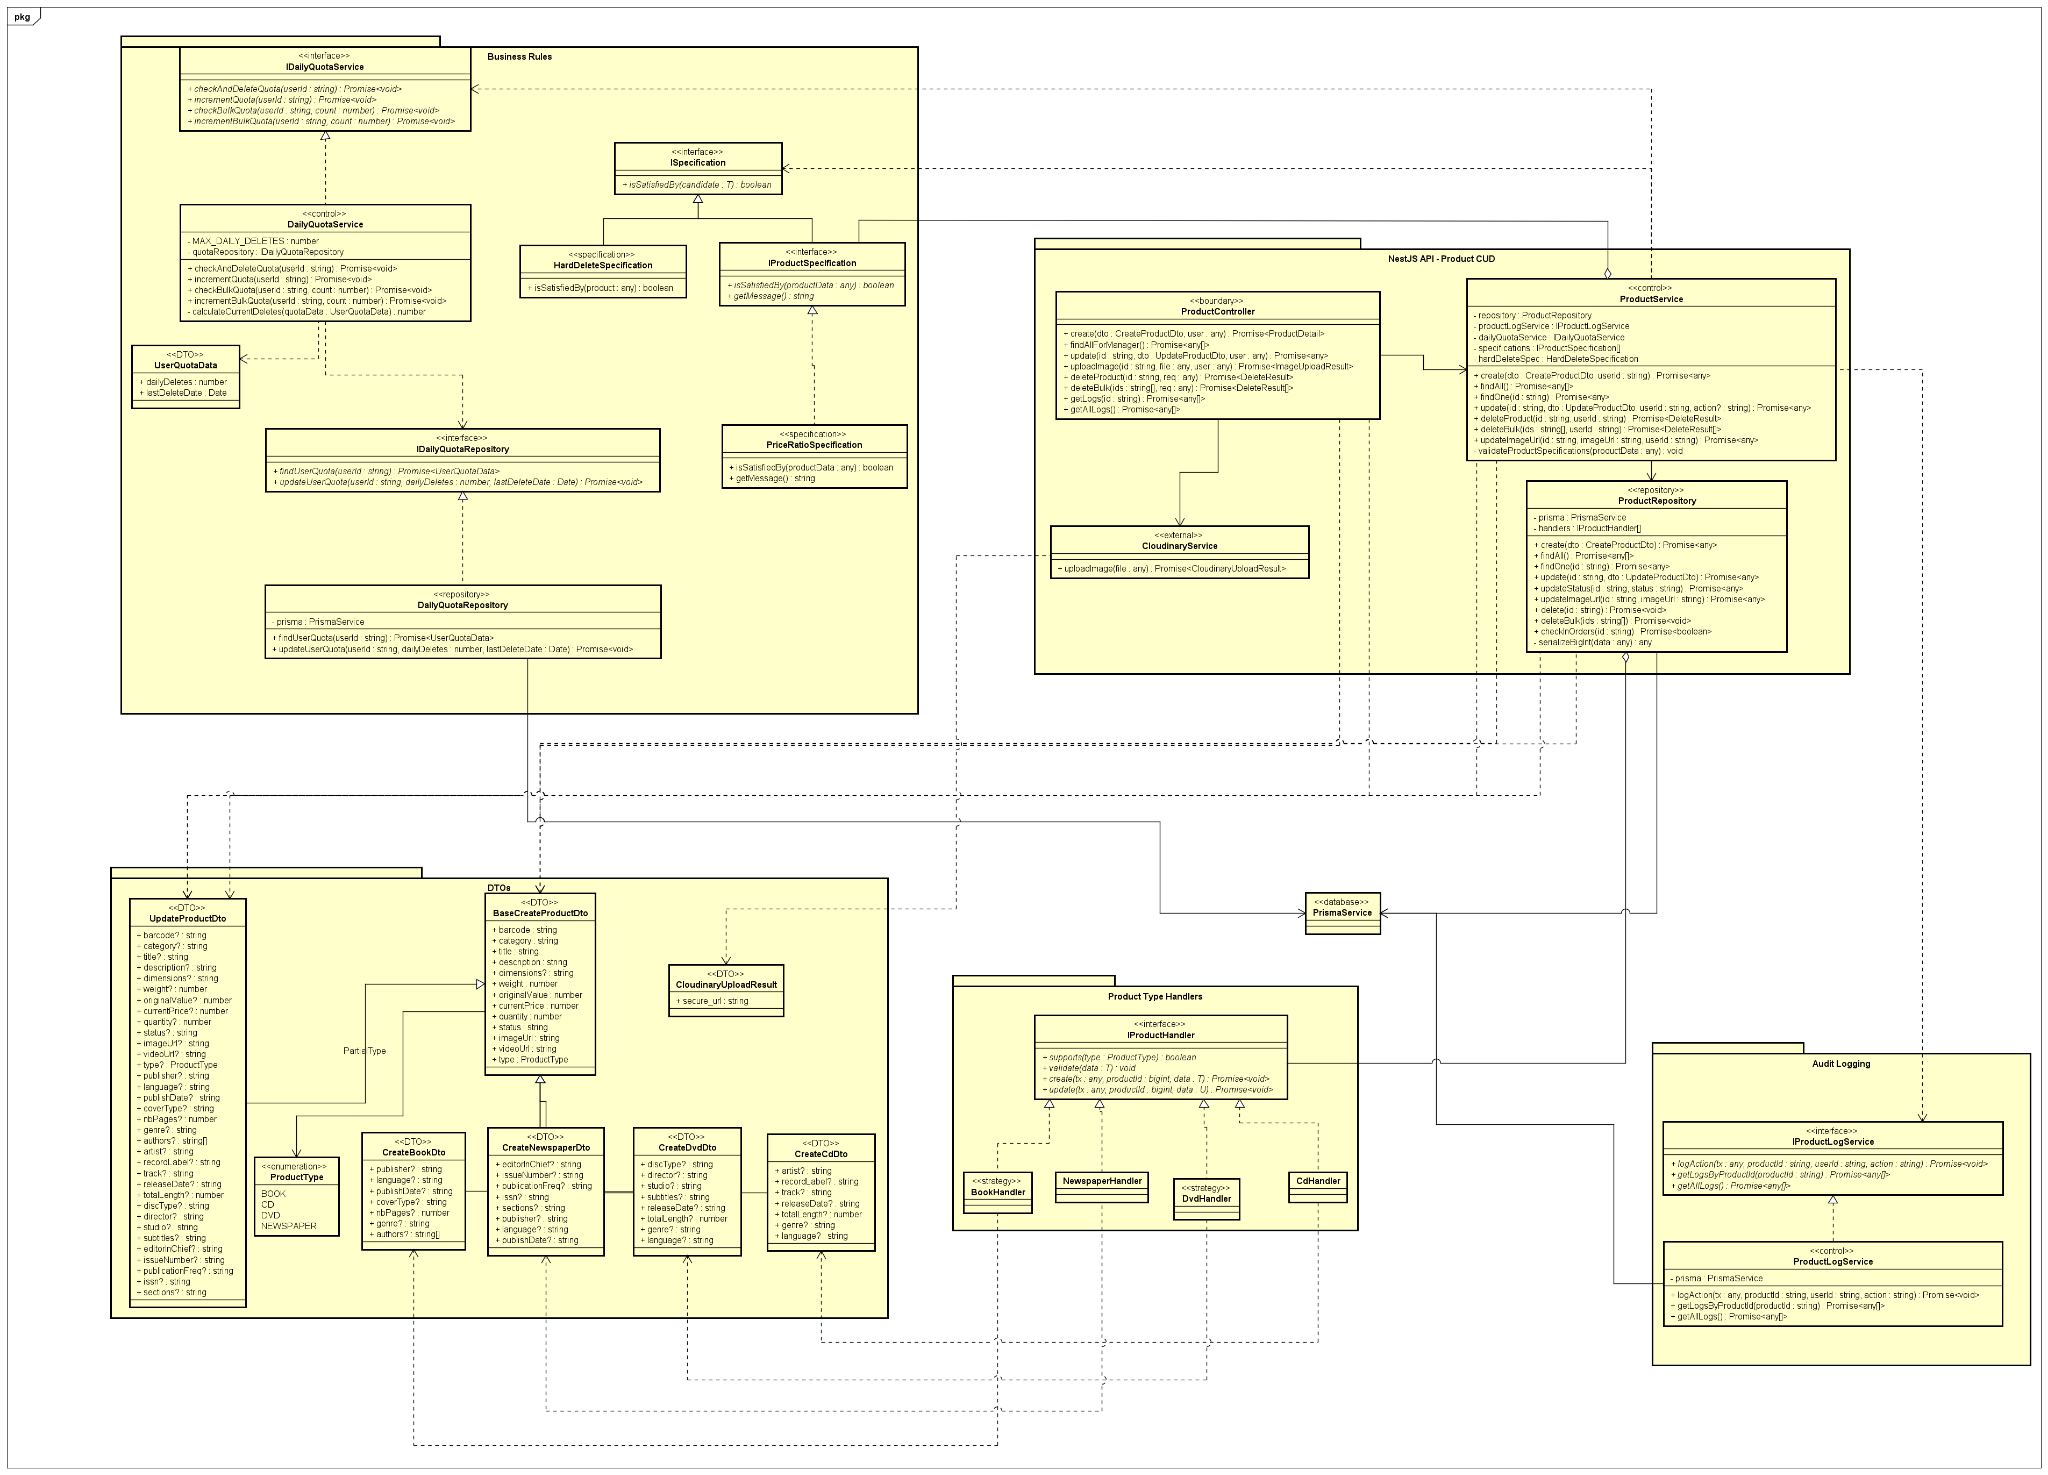 pkg
Business Rules
<<interface>>
IDailyQuotaService
+ checkAndDeleteQuota(userId : string) : Promise<void>
+ incrementQuota(userId : string) : Promise<void>
+ checkBulkQuota(userId : string, count : number) : Promise<void>
+ incrementBulkQuota(userId : string, count : number) : Promise<void>
<<interface>>
ISpecification
+ isSatisfiedBy(candidate : T) : boolean
<<control>>
DailyQuotaService
- MAX_DAILY_DELETES : number
- quotaRepository : IDailyQuotaRepository
+ checkAndDeleteQuota(userId : string) : Promise<void>
+ incrementQuota(userId : string) : Promise<void>
+ checkBulkQuota(userId : string, count : number) : Promise<void>
+ incrementBulkQuota(userId : string, count : number) : Promise<void>
- calculateCurrentDeletes(quotaData : UserQuotaData) : number
<<specification>>
HardDeleteSpecification
+ isSatisfiedBy(product : any) : boolean
<<interface>>
IProductSpecification
+ isSatisfiedBy(productData : any) : boolean
+ getMessage() : string
<<DTO>>
UserQuotaData
+ dailyDeletes : number
+ lastDeleteDate : Date
<<interface>>
IDailyQuotaRepository
+ findUserQuota(userId : string) : Promise<UserQuotaData>
+ updateUserQuota(userId : string, dailyDeletes : number, lastDeleteDate : Date) : Promise<void>
<<specification>>
PriceRatioSpecification
+ isSatisfiedBy(productData : any) : boolean
+ getMessage() : string
<<repository>>
DailyQuotaRepository
- prisma : PrismaService
+ findUserQuota(userId : string) : Promise<UserQuotaData>
+ updateUserQuota(userId : string, dailyDeletes : number, lastDeleteDate : Date) : Promise<void>
NestJS API - Product CUD
<<boundary>>
ProductController
+ create(dto : CreateProductDto, user : any) : Promise<ProductDetail>
+ findAllForManager() : Promise<any[]>
+ update(id : string, dto : UpdateProductDto, user : any) : Promise<any>
+ uploadImage(id : string, file : any, user : any) : Promise<ImageUploadResult>
+ deleteProduct(id : string, req : any) : Promise<DeleteResult>
+ deleteBulk(ids : string[], req : any) : Promise<DeleteResult[]>
+ getLogs(id : string) : Promise<any[]>
+ getAllLogs() : Promise<any[]>
<<control>>
ProductService
- repository : ProductRepository
- productLogService : IProductLogService
- dailyQuotaService : IDailyQuotaService
- specifications : IProductSpecification[]
- hardDeleteSpec : HardDeleteSpecification
+ create(dto : CreateProductDto, userId : string) : Promise<any>
+ findAll() : Promise<any[]>
+ findOne(id : string) : Promise<any>
+ update(id : string, dto : UpdateProductDto, userId : string, action? : string) : Promise<any>
+ deleteProduct(id : string, userId : string) : Promise<DeleteResult>
+ deleteBulk(ids : string[], userId : string) : Promise<DeleteResult[]>
+ updateImageUrl(id : string, imageUrl : string, userId : string) : Promise<any>
- validateProductSpecifications(productData : any) : void
<<external>>
CloudinaryService
+ uploadImage(file : any) : Promise<CloudinaryUploadResult>
<<repository>>
ProductRepository
- prisma : PrismaService
- handlers : IProductHandler[]
+ create(dto : CreateProductDto) : Promise<any>
+ findAll() : Promise<any[]>
+ findOne(id : string) : Promise<any>
+ update(id : string, dto : UpdateProductDto) : Promise<any>
+ updateStatus(id : string, status : string) : Promise<any>
+ updateImageUrl(id : string, imageUrl : string) : Promise<any>
+ delete(id : string) : Promise<void>
+ deleteBulk(ids : string[]) : Promise<void>
+ checkInOrders(id : string) : Promise<boolean>
- serializeBigInt(data : any) : any
DTOs
<<DTO>>
UpdateProductDto
+ barcode? : string
+ category? : string
+ title? : string
+ description? : string
+ dimensions? : string
+ weight? : number
+ originalValue? : number
+ currentPrice? : number
+ quantity? : number
+ status? : string
+ imageUrl? : string
+ videoUrl? : string
+ type? : ProductType
+ publisher? : string
+ language? : string
+ publishDate? : string
+ coverType? : string
+ nbPages? : number
+ genre? : string
+ authors? : string[]
+ artist? : string
+ recordLabel? : string
+ track? : string
+ releaseDate? : string
+ totalLength? : number
+ discType? : string
+ director? : string
+ studio? : string
+ subtitles? : string
+ editorInChief? : string
+ issueNumber? : string
+ publicationFreq? : string
+ issn? : string
+ sections? : string
<<DTO>>
BaseCreateProductDto
+ barcode : string
+ category : string
+ title : string
+ description : string
+ dimensions? : string
+ weight : number
+ originalValue : number
+ currentPrice : number
+ quantity : number
+ status : string
+ imageUrl : string
+ videoUrl : string
+ type : ProductType
PartialType
<<DTO>>
CloudinaryUploadResult
+ secure_url : string
<<enumeration>>
ProductType
BOOK
CD
DVD
NEWSPAPER
<<DTO>>
CreateBookDto
+ publisher? : string
+ language? : string
+ publishDate? : string
+ coverType? : string
+ nbPages? : number
+ genre? : string
+ authors? : string[]
<<DTO>>
CreateNewspaperDto
+ editorInChief? : string
+ issueNumber? : string
+ publicationFreq? : string
+ issn? : string
+ sections? : string
+ publisher? : string
+ language? : string
+ publishDate? : string
<<DTO>>
CreateDvdDto
+ discType? : string
+ director? : string
+ studio? : string
+ subtitles? : string
+ releaseDate? : string
+ totalLength? : number
+ genre? : string
+ language? : string
<<DTO>>
CreateCdDto
+ artist? : string
+ recordLabel? : string
+ track? : string
+ releaseDate? : string
+ totalLength? : number
+ genre? : string
+ language? : string
<<database>>
PrismaService
Product Type Handlers
<<interface>>
IProductHandler
+ supports(type : ProductType) : boolean
+ validate(data : T) : void
+ create(tx : any, productId : bigint, data : T) : Promise<void>
+ update(tx : any, productId : bigint, data : U) : Promise<void>
<<strategy>>
BookHandler
NewspaperHandler
<<strategy>>
DvdHandler
CdHandler
Audit Logging
<<interface>>
IProductLogService
+ logAction(tx : any, productId : string, userId : string, action : string) : Promise<void>
+ getLogsByProductId(productId : string) : Promise<any[]>
+ getAllLogs() : Promise<any[]>
<<control>>
ProductLogService
- prisma : PrismaService
+ logAction(tx : any, productId : string, userId : string, action : string) : Promise<void>
+ getLogsByProductId(productId : string) : Promise<any[]>
+ getAllLogs() : Promise<any[]>